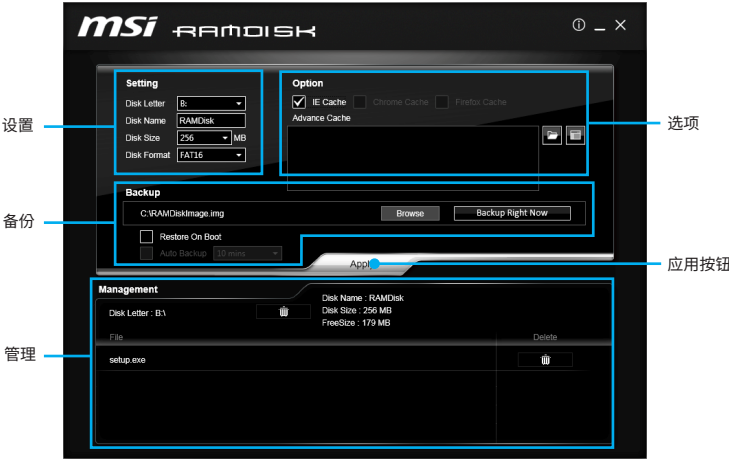 msi RAMDISK
设置
Setting
Disk Letter B:
Disk Name RAMDisk
Disk Size 256 MB
Disk Format FAT16
Option
IE Cache Chrome Cache Firefox Cache
Advance Cache
选项
备份
Backup
C:\RAMDiskImage.img Browse Backup Right Now
Restore On Boot
Auto Backup 10 mins
Apply
应用按钮
管理
Management
Disk Letter : B:\
Disk Name : RAMDisk
Disk Size : 256 MB
FreeSize : 179 MB
File Delete
setup.exe